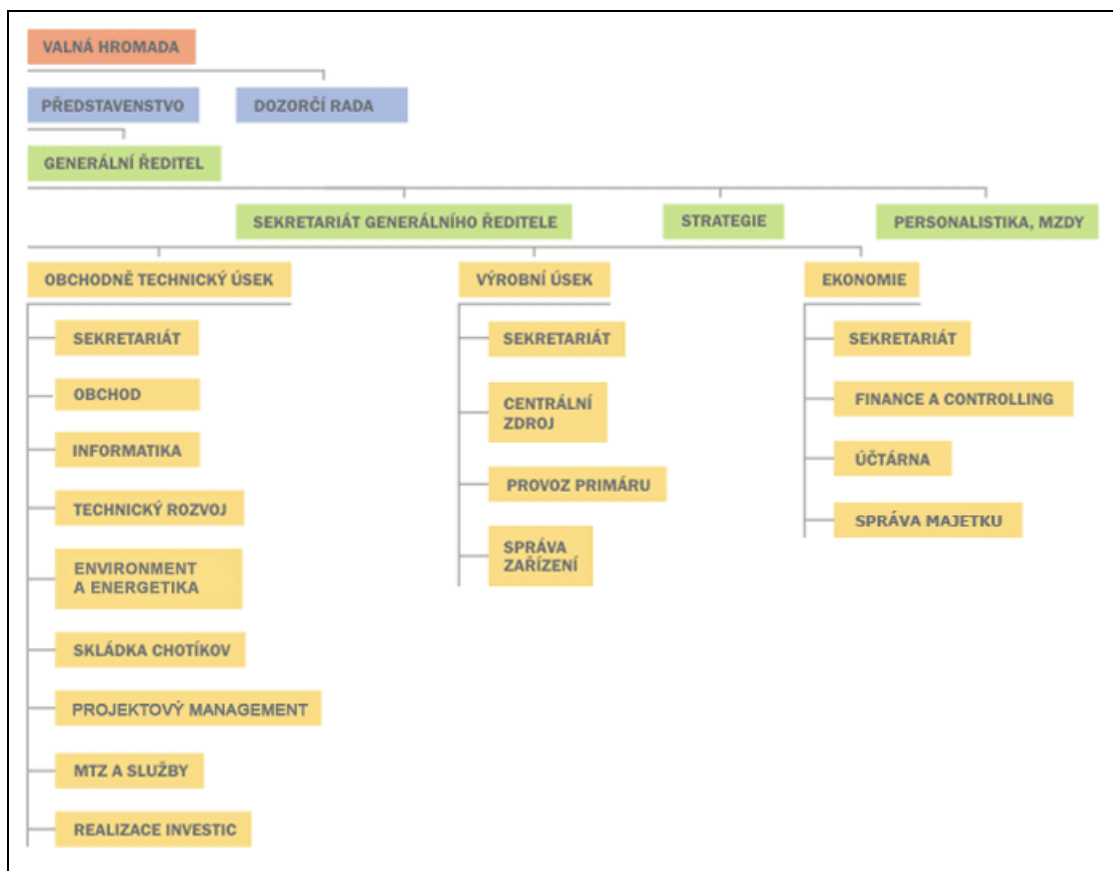 VALNÁ HROMADA
PŘEDSTAVENSTVO
DOZORČÍ RADA
GENERÁLNÍ ŘEDITEL
SEKRETARIÁT GENERÁLNÍHO ŘEDITELE
STRATEGIE
PERSONALISTIKA, MZDY
OBCHODNĚ TECHNICKÝ ÚSEK
SEKRETARIÁT
OBCHOD
INFORMATIKA
TECHNICKÝ ROZVOJ
ENVIRONMENT
A ENERGETIKA
SKLÁDKA CHOTÍKOV
PROJEKTOVÝ MANAGEMENT
MTZ A SLUŽBY
REALIZACE INVESTIC
VÝROBNÍ ÚSEK
SEKRETARIÁT
CENTRÁLNÍ
ZDROJ
PROVOZ PRIMÁRU
SPRÁVA
ZAŘÍZENÍ
EKONOMIE
SEKRETARIÁT
FINANCE A CONTROLLING
ÚČTÁRNA
SPRÁVA MAJETKU